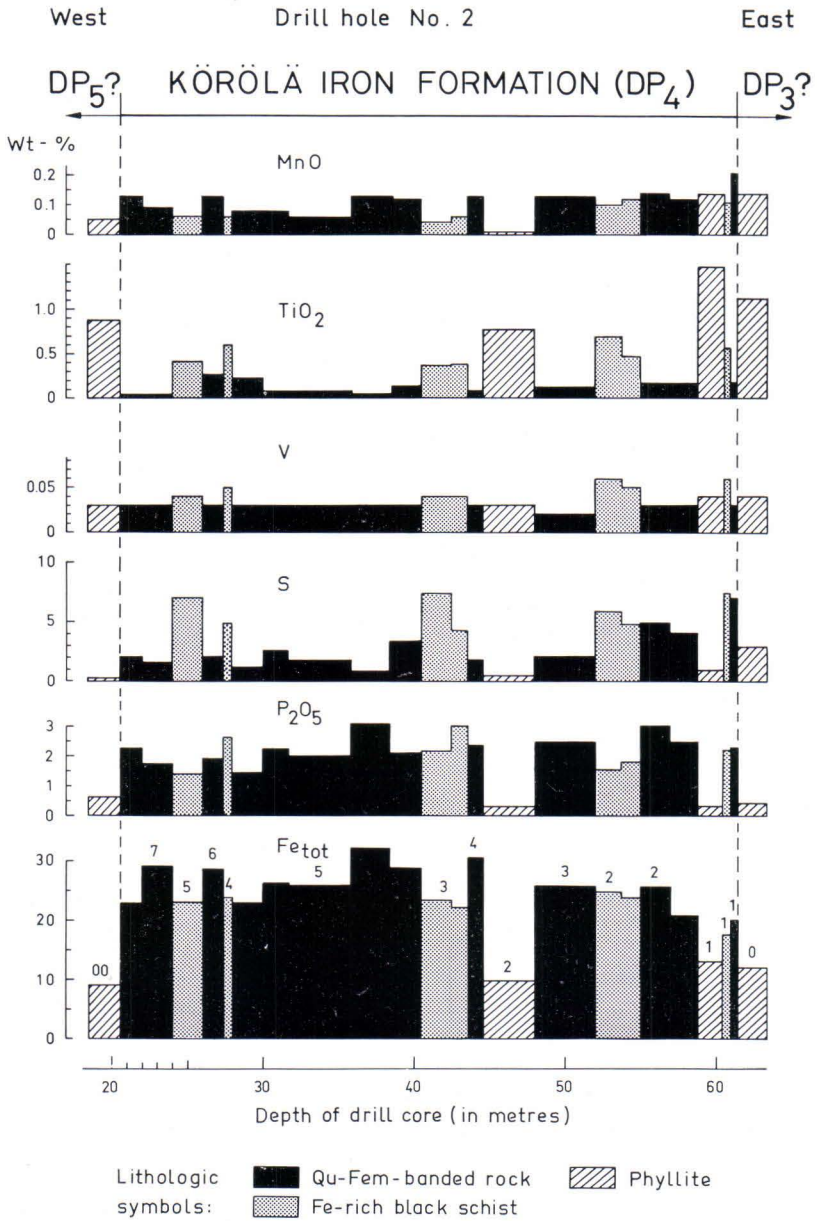 West Drill hole No. 2 East
DP5? KÖRÖLÄ IRON FORMATION (DP4) DP3?
Wt-%
MnO
0.2
0.1
0
TiO2
1.0
0.5
0
V
0.05
0
S
10
5
0
P2O5
3
2
1
0
Fetot
30
20
10
0
00 7 5 6 4 5 3 4 2 3 2 2 1 1 1 0
20 30 40 50 60
Depth of drill core (in metres)
Lithologic symbols:
Qu-Fem-banded rock
Phyllite
Fe-rich black schist